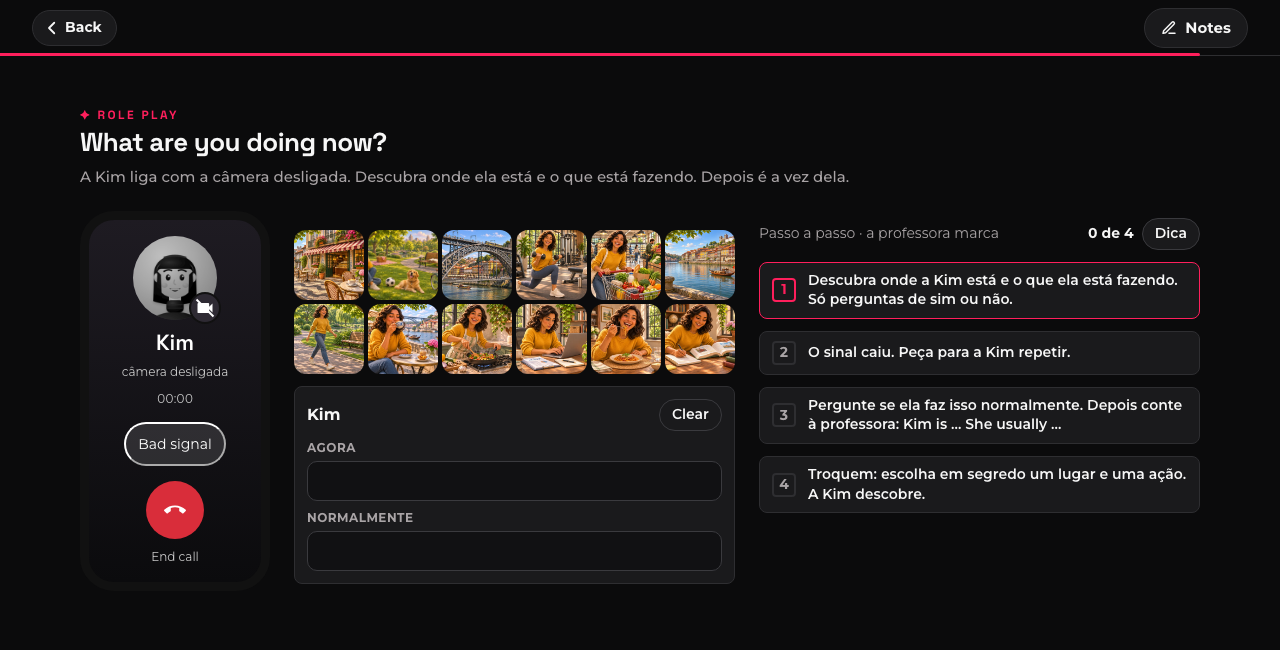 Back
Notes
ROLE PLAY
What are you doing now?
A Kim liga com a câmera desligada. Descubra onde ela está e o que está fazendo. Depois é a vez dela.
Kim
câmera desligada
00:00
Bad signal
End call
Kim
Clear
AGORA
NORMALMENTE
Passo a passo · a professora marca
0 de 4
Dica
1
Descubra onde a Kim está e o que ela está fazendo.
Só perguntas de sim ou não.
2
O sinal caiu. Peça para a Kim repetir.
3
Pergunte se ela faz isso normalmente. Depois conte
à professora: Kim is ... She usually ...
4
Troquem: escolha em segredo um lugar e uma ação.
A Kim descobre.